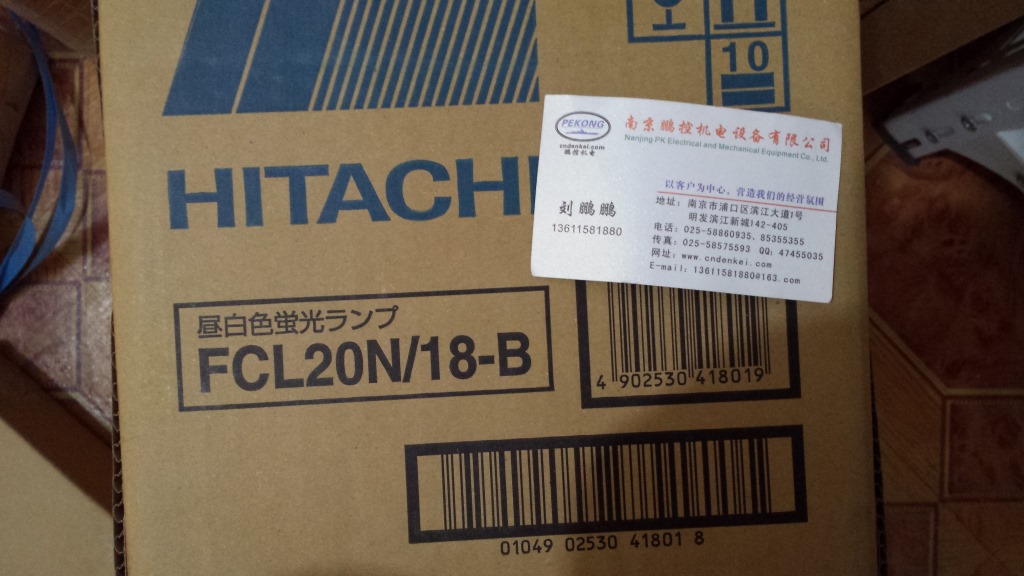 10
HITACHI
昼白色蛍光ランプ
FCL20N/18-B
4 902530 418019
01049 02530 41801 8
PEKONG
cndenkei.com
鹏控机电
南京鹏控机电设备有限公司
Nanjing PK Electrical and Mechanical Equipment Co., Ltd.
以客户为中心，营造我们的经营氛围
刘鹏鹏
13611581880
地址：南京市浦口区滨江大道1号
明发滨江新城142-405
电话：025-58860935、85355355
传真：025-58575593 QQ：47455035
网址：www.cndenkei.com
E-mail：13611581880@163.com